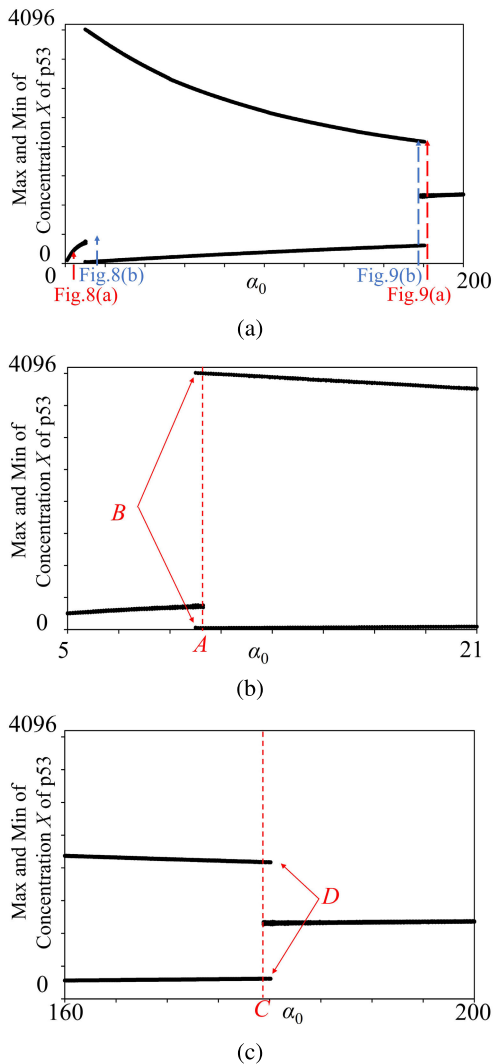 4096
Max and Min of
Concentration X of p53
0
0
Fig.8(b)
Fig.8(a)
α0
Fig.9(b)
Fig.9(a)
200
(a)
4096
Max and Min of
Concentration X of p53
B
0
5
A
α0
21
(b)
4096
Max and Min of
Concentration X of p53
D
0
160
C
α0
200
(c)